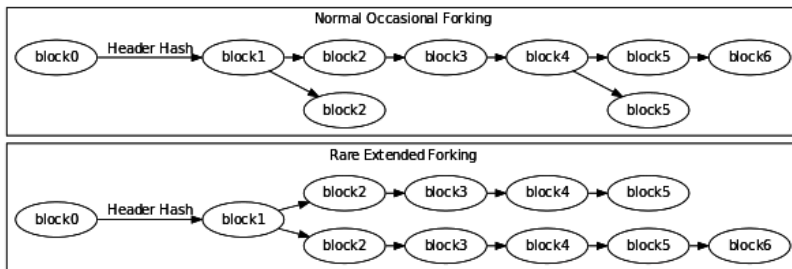 Normal Occasional Forking
block0 Header Hash block1 block2 block3 block4 block5 block6
block2 block5
Rare Extended Forking
block2 block3 block4 block5
block0 Header Hash block1
block2 block3 block4 block5 block6